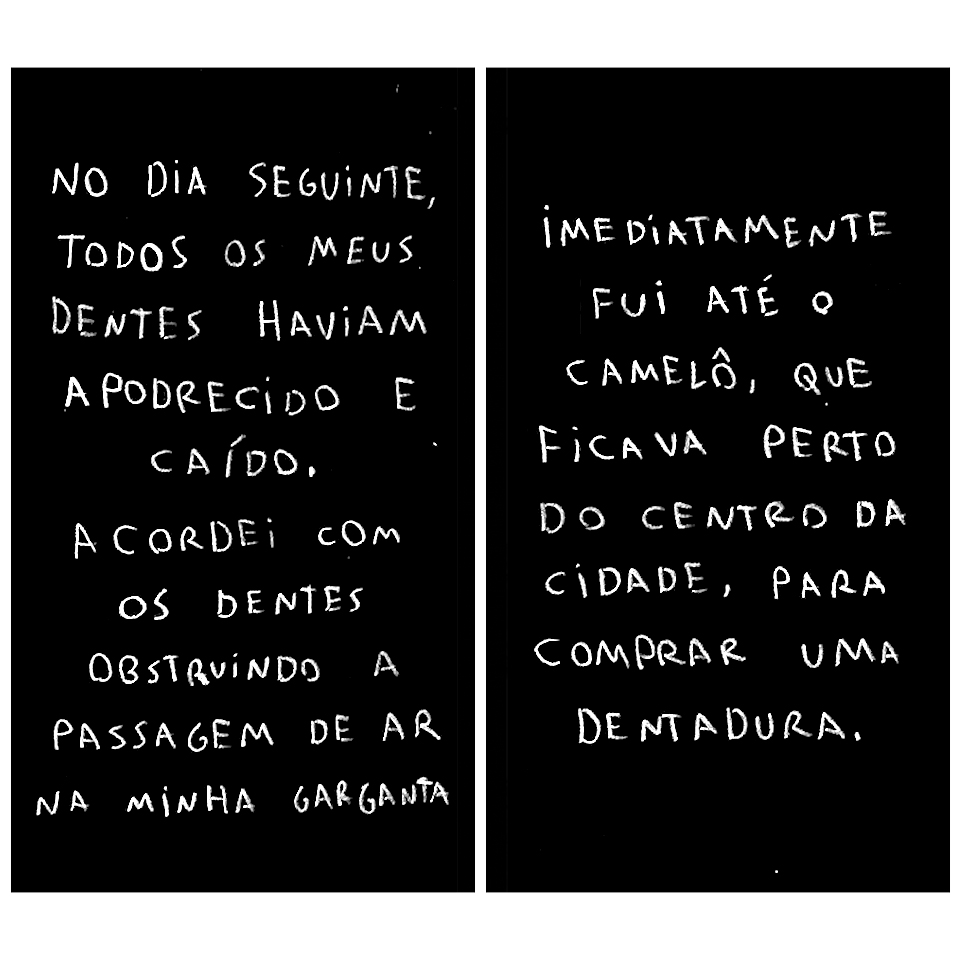 NO DiA SEGUiNTE,
TODOS OS MEUS
DENTES HAViAM
APODRECiDO E
CAÍDO.
ACORDEi COM
OS DENTES
OBSTRUiNDO A
PASSAGEM DE AR
NA MiNHA GARGANTA
iMEDiATAMENTE
FUi ATÉ O
CAMELÔ, QUE
FiCAVA PERTO
DO CENTRO DA
CiDADE, PARA
COMPRAR UMA
DENTADURA.